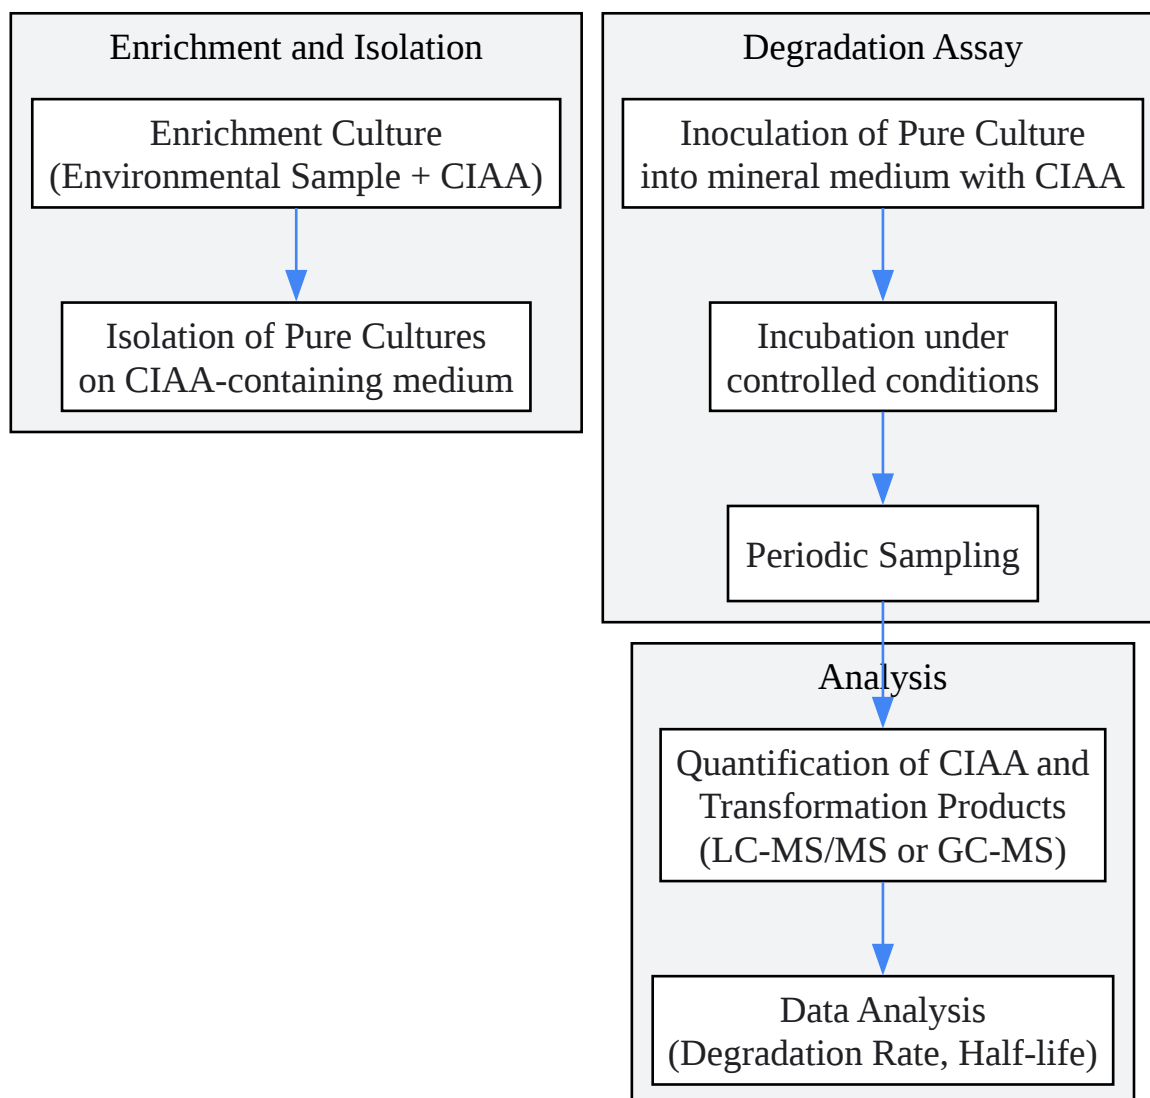 Enrichment and Isolation
Enrichment Culture
(Environmental Sample + CIAA)
Isolation of Pure Cultures
on CIAA-containing medium
Degradation Assay
Inoculation of Pure Culture
into mineral medium with CIAA
Incubation under
controlled conditions
Periodic Sampling
Analysis
Quantification of CIAA and
Transformation Products
(LC-MS/MS or GC-MS)
Data Analysis
(Degradation Rate, Half-life)